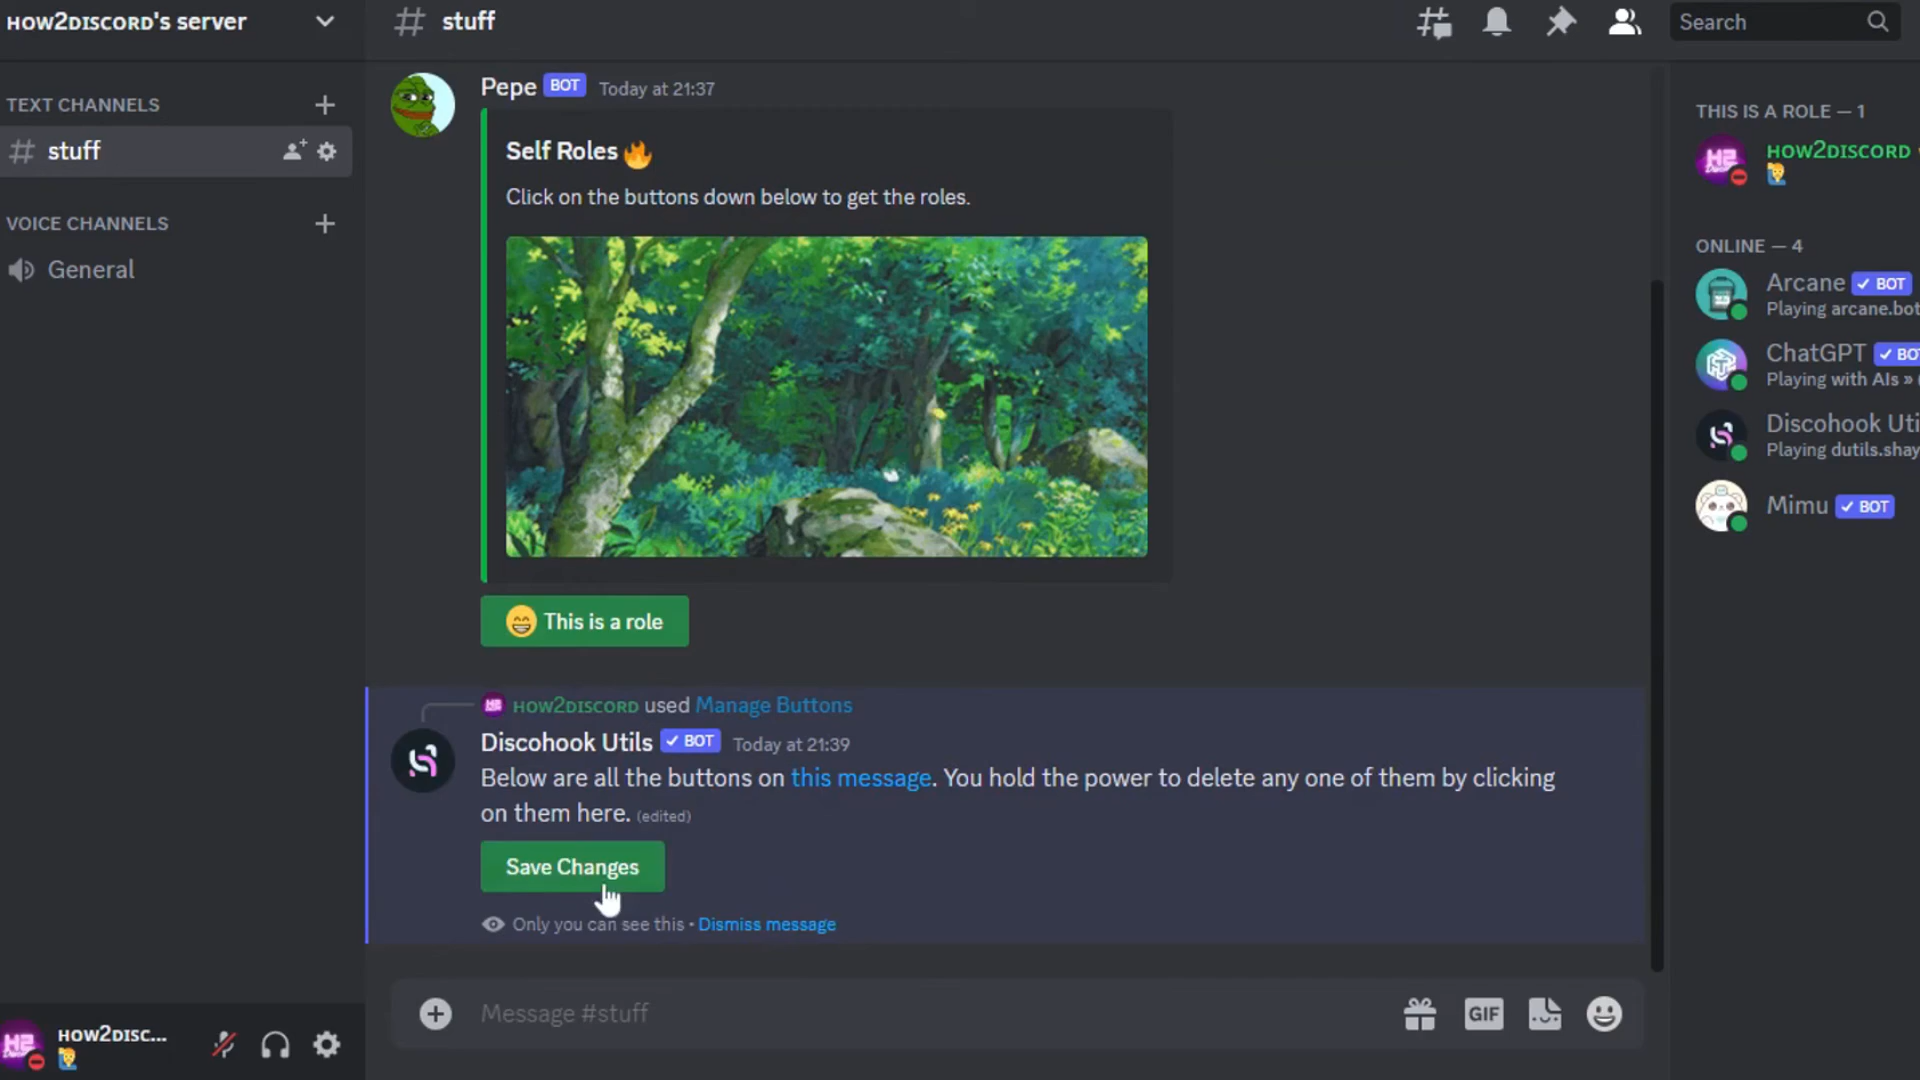 HOW2DISCORD's server
TEXT CHANNELS
stuff
VOICE CHANNELS
General
HOW2DISC...
# stuff
Search
Pepe BOT Today at 21:37
Self Roles 🔥
Click on the buttons down below to get the roles.
😄 This is a role
HOW2DISCORD used Manage Buttons
Discohook Utils ✓ BOT Today at 21:39
Below are all the buttons on this message. You hold the power to delete any one of them by clicking
on them here. (edited)
Save Changes
Only you can see this • Dismiss message
Message #stuff
GIF
THIS IS A ROLE — 1
HOW2DISCORD
ONLINE — 4
Arcane ✓ BOT
Playing arcane.bot
ChatGPT ✓ BO
Playing with AIs » (
Discohook Uti
Playing dutils.shay
Mimu ✓ BOT